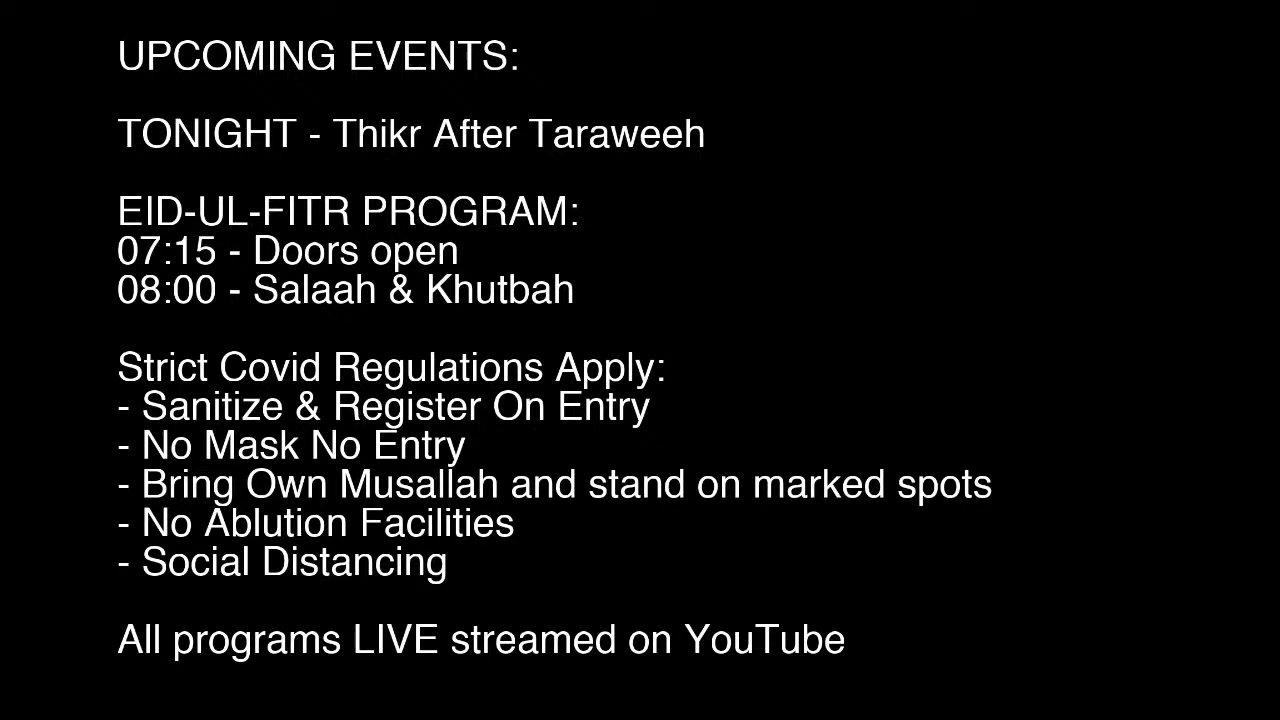 UPCOMING EVENTS:
TONIGHT - Thikr After Taraweeh
EID-UL-FITR PROGRAM:
07:15 - Doors open
08:00 - Salaah & Khutbah
Strict Covid Regulations Apply:
- Sanitize & Register On Entry
- No Mask No Entry
- Bring Own Musallah and stand on marked spots
- No Ablution Facilities
- Social Distancing
All programs LIVE streamed on YouTube